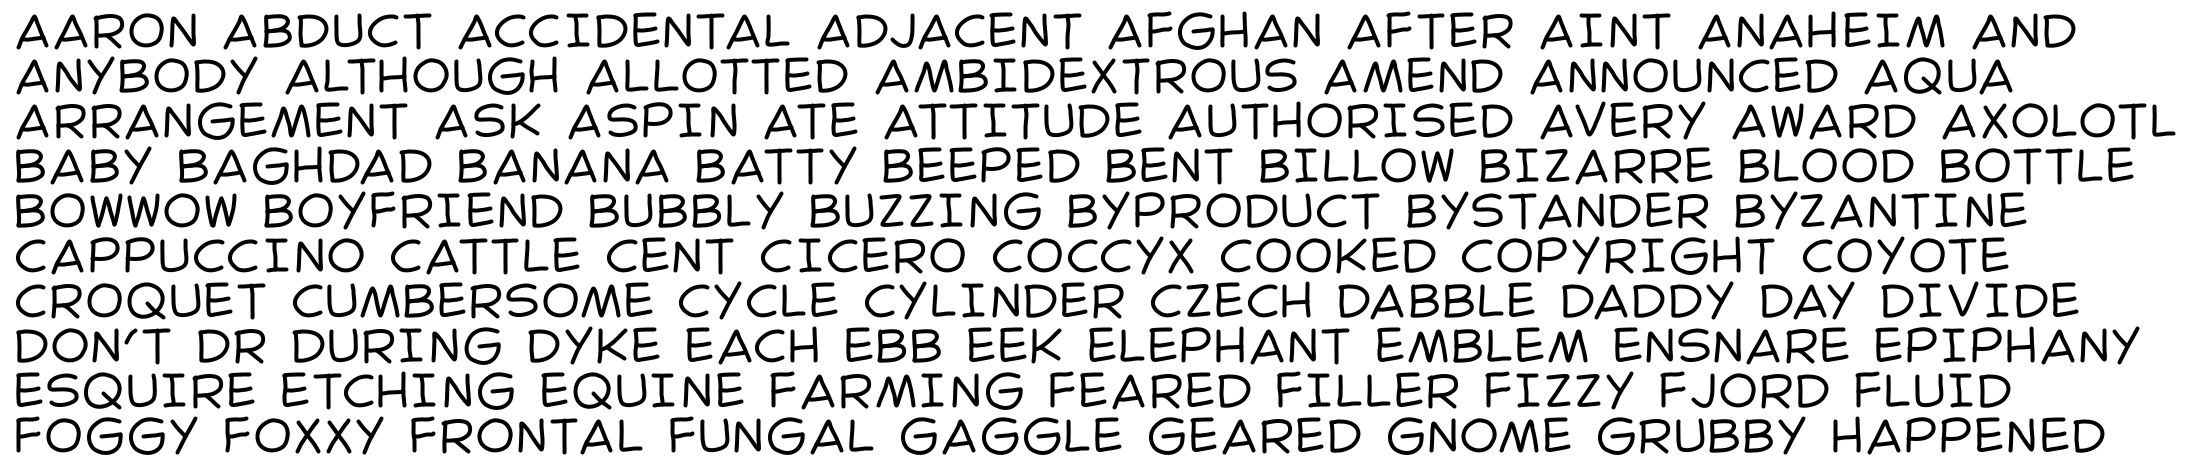 AARON ABDUCT ACCIDENTAL ADJACENT AFGHAN AFTER AINT ANAHEIM AND
ANYBODY ALTHOUGH ALLOTTED AMBIDEXTROUS AMEND ANNOUNCED AQUA
ARRANGEMENT ASK ASPIN ATE ATTITUDE AUTHORISED AVERY AWARD AXOLOTL
BABY BAGHDAD BANANA BATTY BEEPED BENT BILLOW BIZARRE BLOOD BOTTLE
BOWWOW BOYFRIEND BUBBLY BUZZING BYPRODUCT BYSTANDER BYZANTINE
CAPPUCCINO CATTLE CENT CICERO COCCYX COOKED COPYRIGHT COYOTE
CROQUET CUMBERSOME CYCLE CYLINDER CZECH DABBLE DADDY DAY DIVIDE
DON'T DR DURING DYKE EACH EBB EEK ELEPHANT EMBLEM ENSNARE EPIPHANY
ESQUIRE ETCHING EQUINE FARMING FEARED FILLER FIZZY FJORD FLUID
FOGGY FOXXY FRONTAL FUNGAL GAGGLE GEARED GNOME GRUBBY HAPPENED